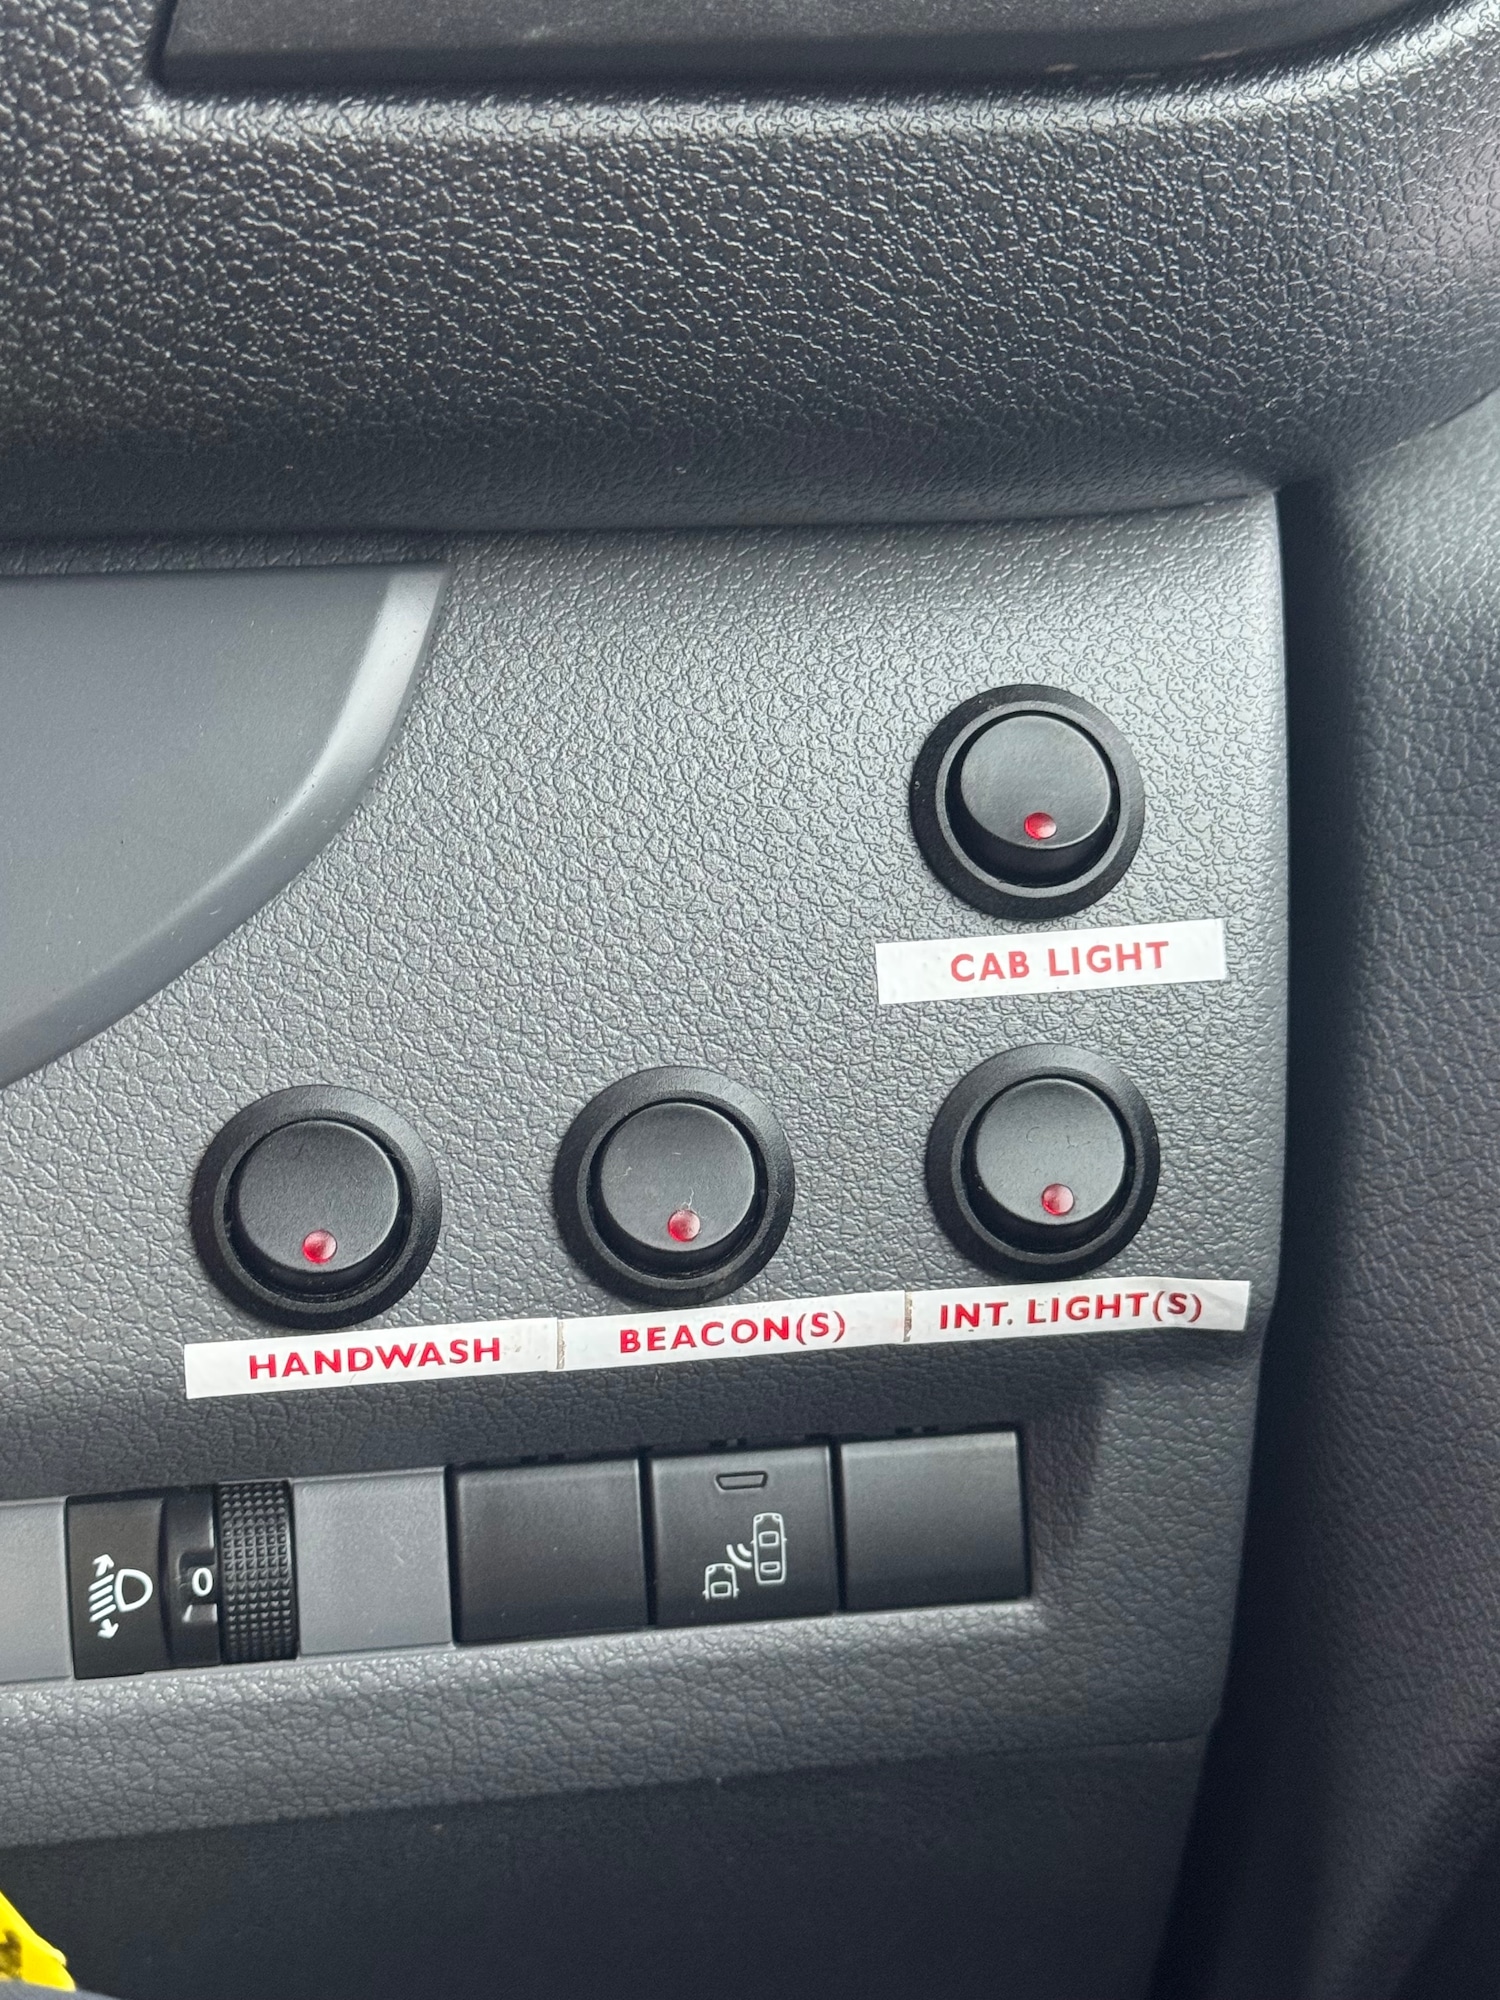 CAB LIGHT
HANDWASH
BEACON(S)
INT. LIGHT(S)
0